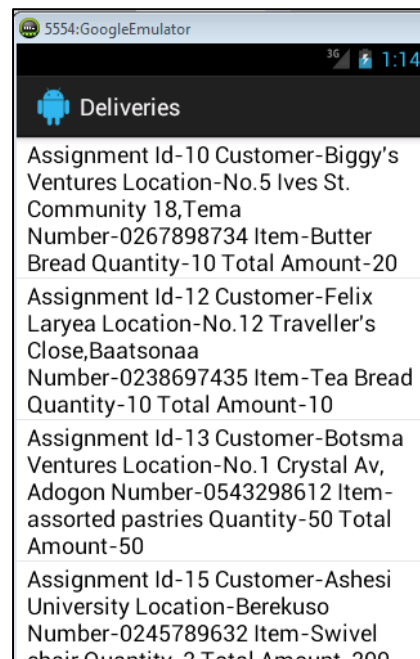 5554:GoogleEmulator
3G 1:14
Deliveries
Assignment Id-10 Customer-Biggy's
Ventures Location-No.5 Ives St.
Community 18,Tema
Number-0267898734 Item-Butter
Bread Quantity-10 Total Amount-20
Assignment Id-12 Customer-Felix
Laryea Location-No.12 Traveller's
Close,Baatsonaa
Number-0238697435 Item-Tea Bread
Quantity-10 Total Amount-10
Assignment Id-13 Customer-Botsma
Ventures Location-No.1 Crystal Av,
Adogon Number-0543298612 Item-
assorted pastries Quantity-50 Total
Amount-50
Assignment Id-15 Customer-Ashesi
University Location-Berekuso
Number-0245789632 Item-Swivel
chair Quantity-2 Total